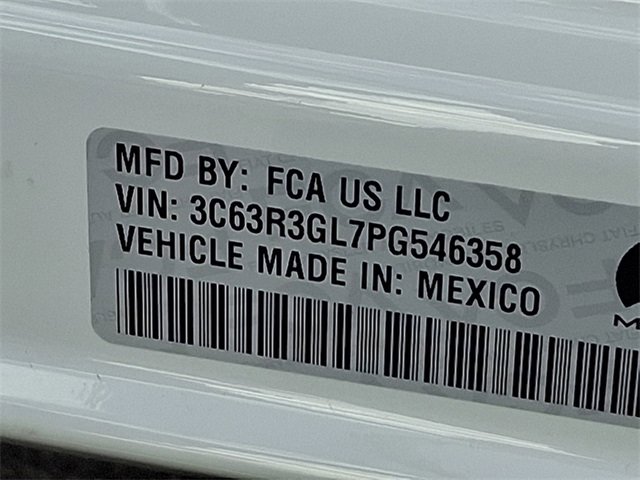 MFD BY: FCA US LLC
VIN: 3C63R3GL7PG546358
VEHICLE MADE IN: MEXICO